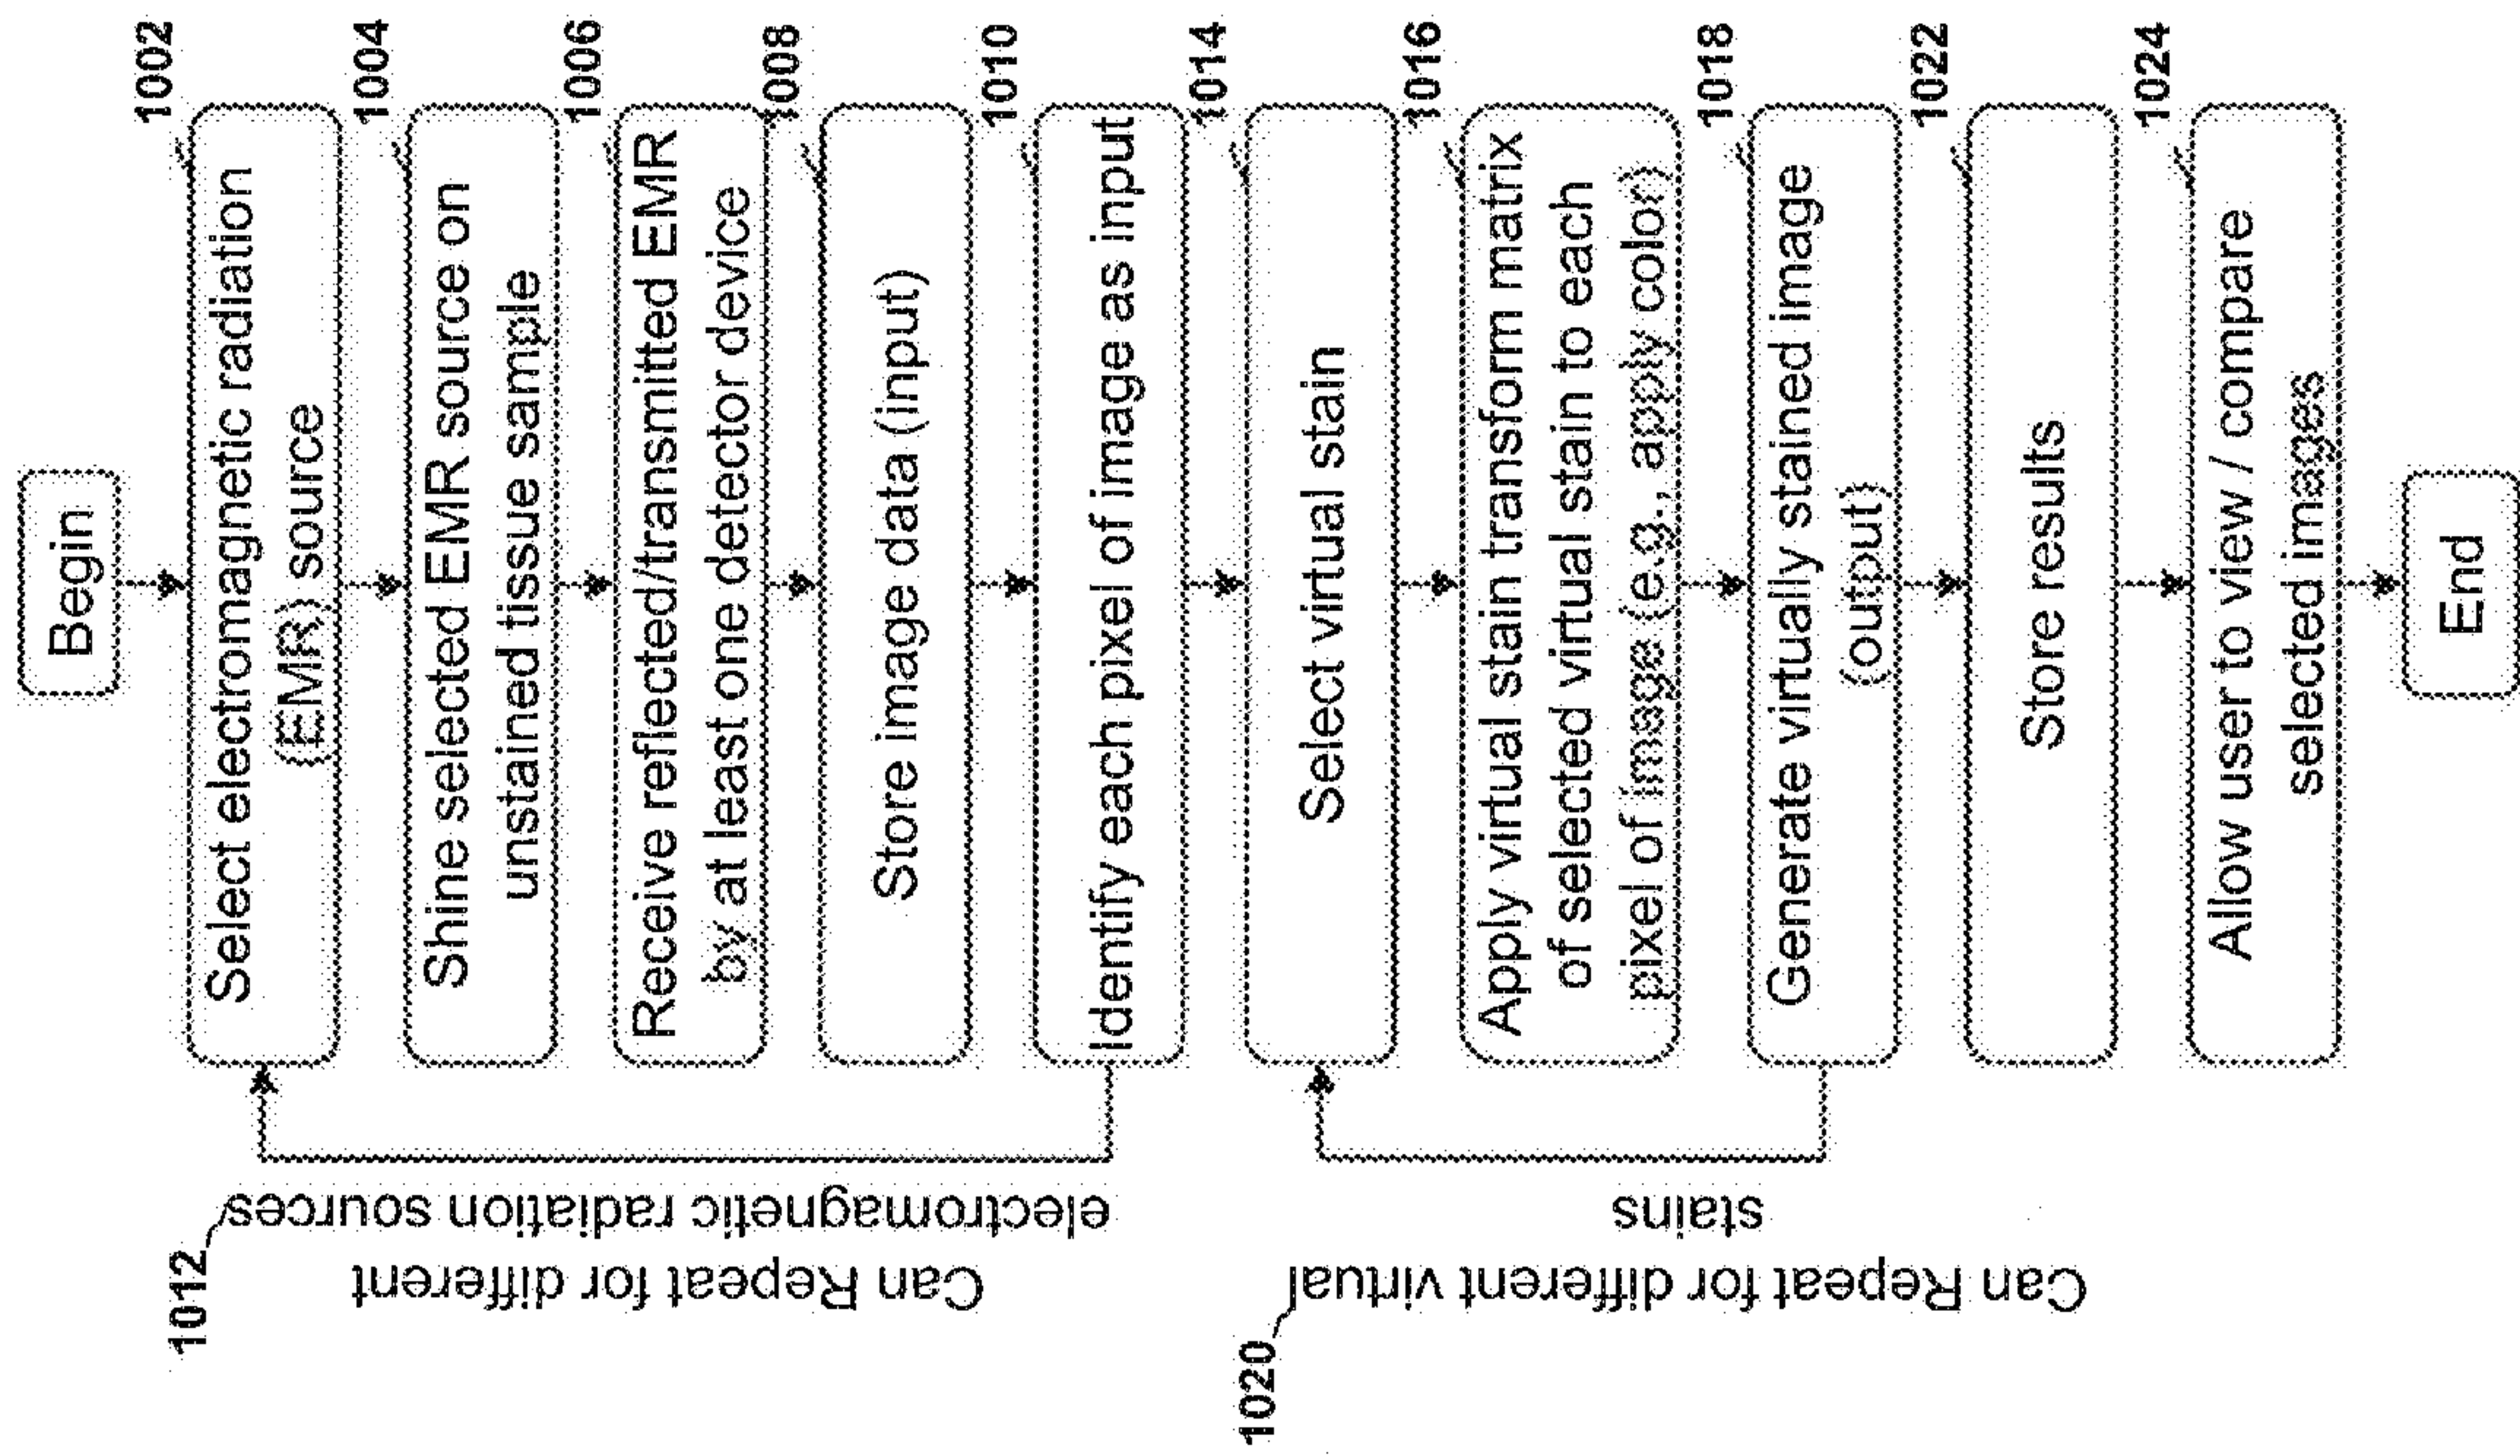 Begin
1002
Select electromagnetic radiation
(EMR) source
1004
Shine selected EMR source on
unstained tissue sample
1006
Receive reflected/transmitted EMR
by at least one detector device
1008
Store image data (input)
1010
Identify each pixel of image as input
1012
Can Repeat for different
electromagnetic radiation sources
1014
Select virtual stain
1016
Apply virtual stain transform matrix
of selected virtual stain to each
pixel of image (e.g., apply color)
1018
Generate virtually stained image
(output)
1020
Can Repeat for different virtual
stains
1022
Store results
1024
Allow user to view / compare
selected images
End